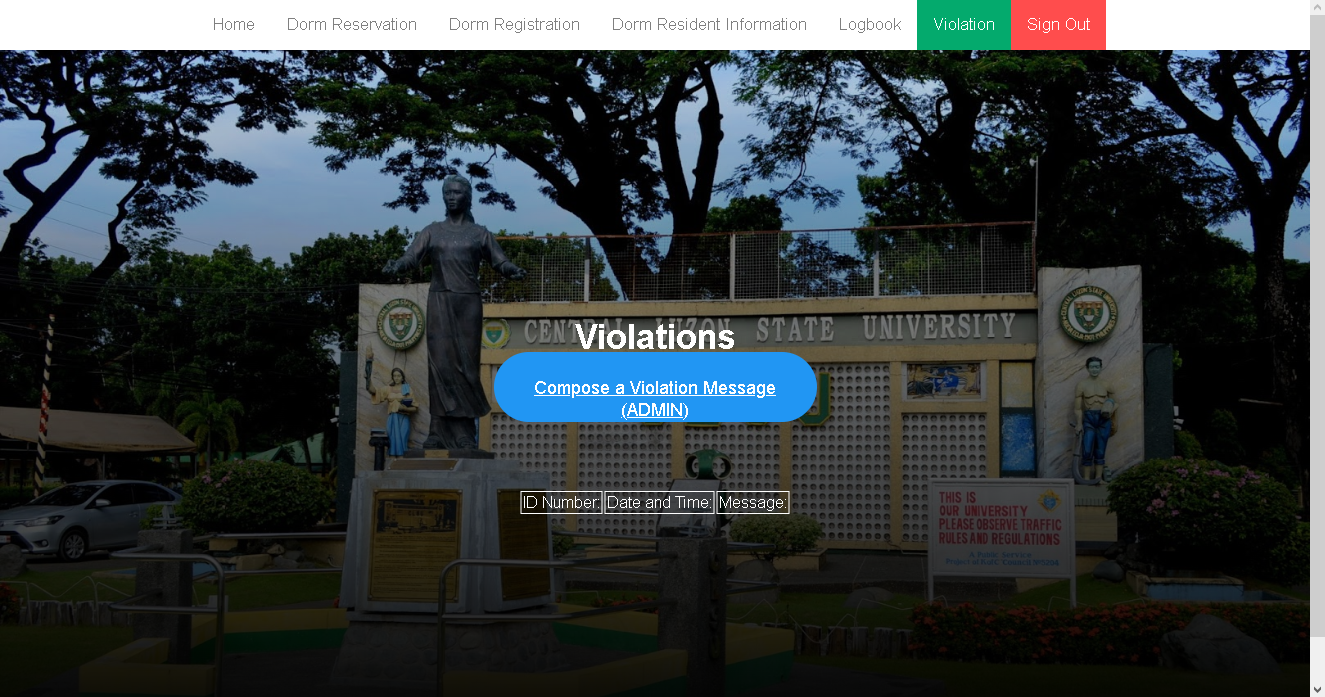 Home Dorm Reservation Dorm Registration Dorm Resident Information Logbook Violation Sign Out
CENTRAL LUZON STATE UNIVERSITY
Violations
Compose a Violation Message
(ADMIN)
ID Number: Date and Time: Message:
THIS IS
OUR UNIVERSITY
PLEASE OBSERVE TRAFFIC
RULES AND REGULATIONS
A Public Service